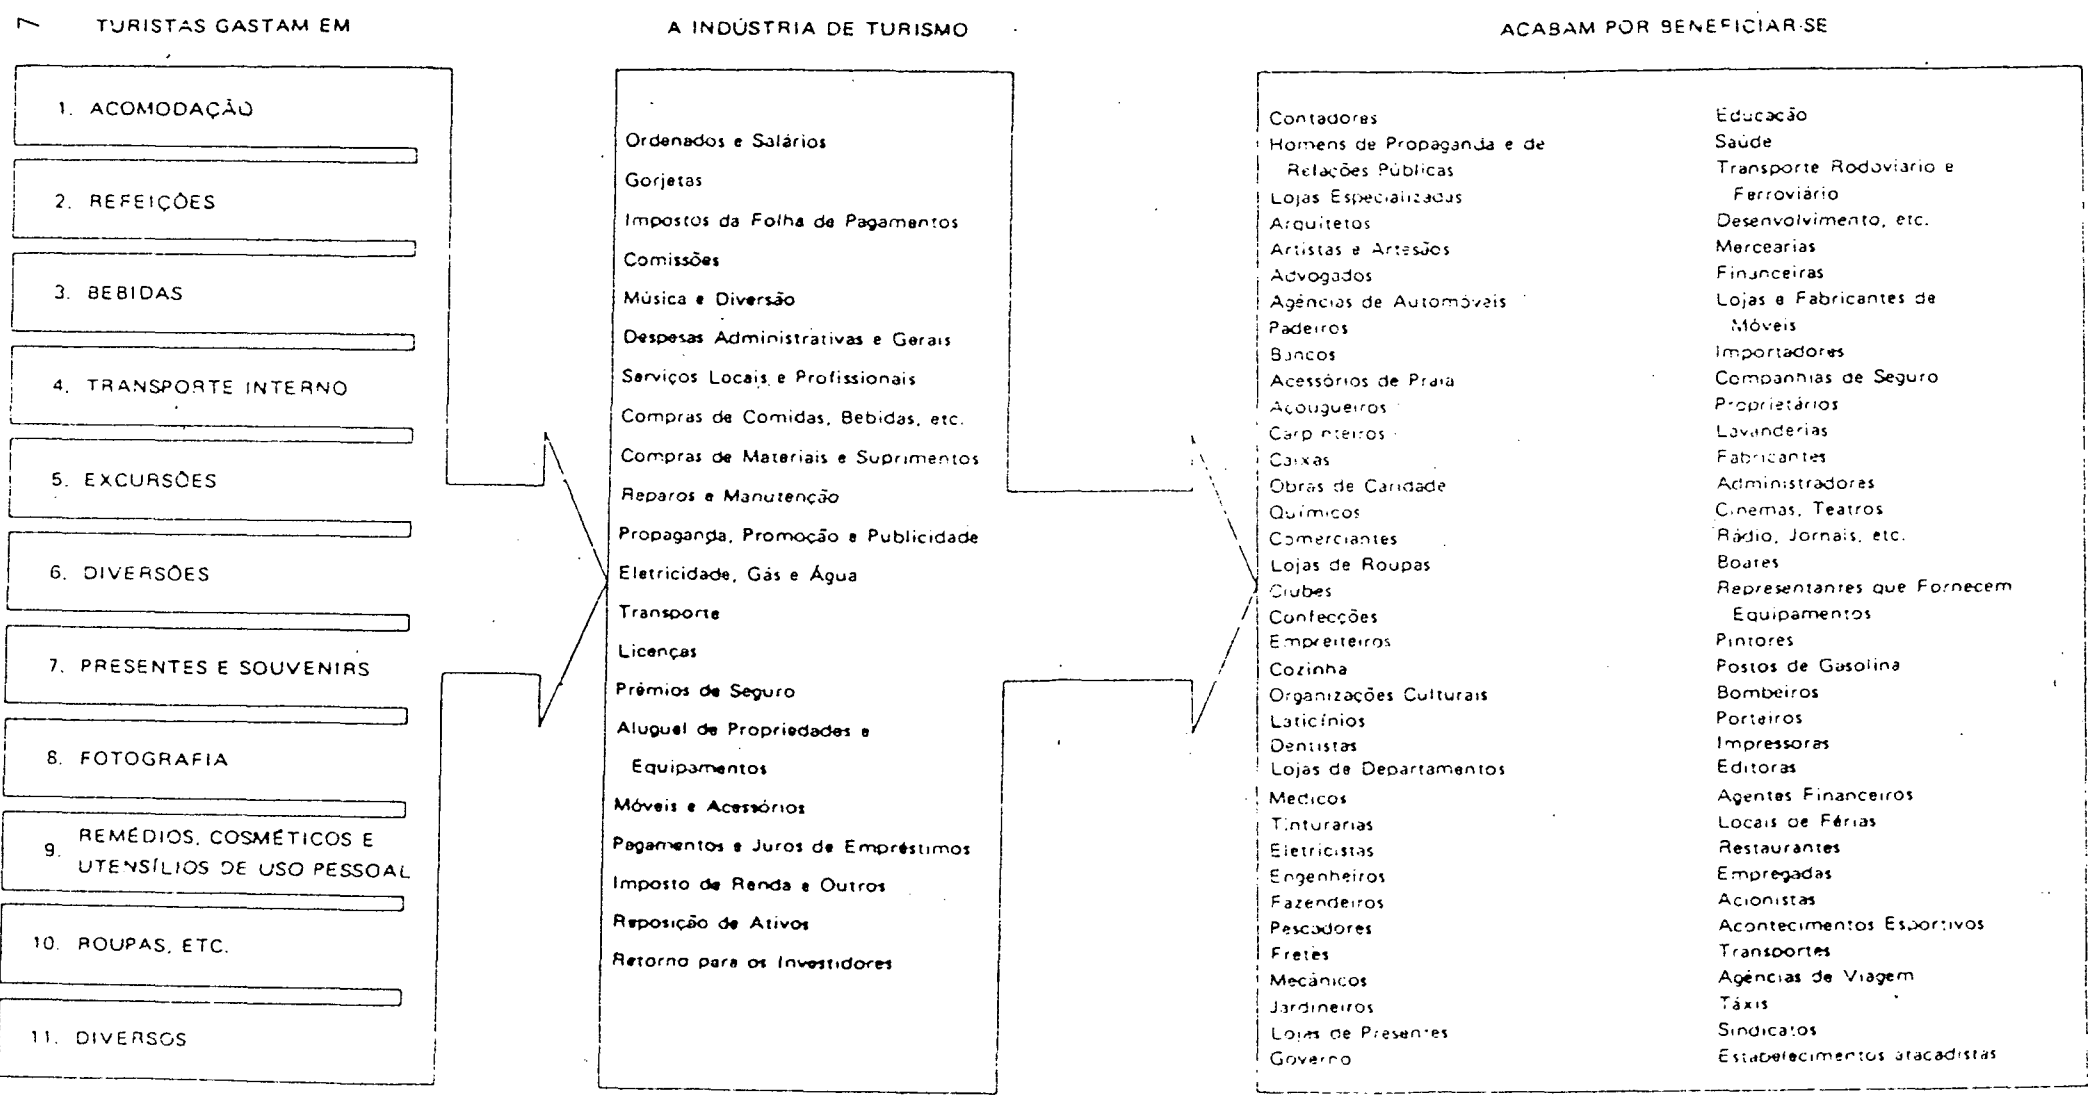 TURISTAS GASTAM EM
1. ACOMODAÇÃO
2. REFEIÇÕES
3. BEBIDAS
4. TRANSPORTE INTERNO
5. EXCURSÕES
6. DIVERSÕES
7. PRESENTES E SOUVENIRS
8. FOTOGRAFIA
9. REMÉDIOS, COSMÉTICOS E
UTENSÍLIOS DE USO PESSOAL
10. ROUPAS, ETC.
11. DIVERSOS
A INDÚSTRIA DE TURISMO
Ordenados e Salários
Gorjetas
Impostos da Folha de Pagamentos
Comissões
Música e Diversão
Despesas Administrativas e Gerais
Serviços Locais e Profissionais
Compras de Comidas, Bebidas, etc.
Compras de Materiais e Suprimentos
Reparos e Manutenção
Propaganda, Promoção e Publicidade
Eletricidade, Gás e Água
Transporte
Licenças
Prêmios de Seguro
Aluguel de Propriedades e
Equipamentos
Móveis e Acessórios
Pagamentos e Juros de Empréstimos
Imposto de Renda e Outros
Reposição de Ativos
Retorno para os Investidores
ACABAM POR BENEFICIAR-SE
Contadores
Homens de Propaganda e de
Relações Públicas
Lojas Especializadas
Arquitetos
Artistas e Artesãos
Advogados
Agências de Automóveis
Padeiros
Bancos
Acessórios de Praia
Açougueiros
Carpinteiros
Caixas
Obras de Caridade
Químicos
Comerciantes
Lojas de Roupas
Clubes
Confecções
Empreiteiros
Cozinha
Organizações Culturais
Laticínios
Dentistas
Lojas de Departamentos
Médicos
Tinturarias
Eletricistas
Engenheiros
Fazendeiros
Pescadores
Fretes
Mecânicos
Jardineiros
Lojas de Presentes
Governo
Educação
Saúde
Transporte Rodoviário e
Ferroviário
Desenvolvimento, etc.
Mercearias
Financeiras
Lojas e Fabricantes de
Móveis
Importadores
Companhias de Seguro
Proprietários
Lavanderias
Fabricantes
Administradores
Cinemas, Teatros
Rádio, Jornais, etc.
Boates
Representantes que Fornecem
Equipamentos
Pintores
Postos de Gasolina
Bombeiros
Porteiros
Impressoras
Editoras
Agentes Financeiros
Locais de Férias
Restaurantes
Empregadas
Acionistas
Acontecimentos Esportivos
Transportes
Agências de Viagem
Táxis
Sindicatos
Estabelecimentos atacadistas